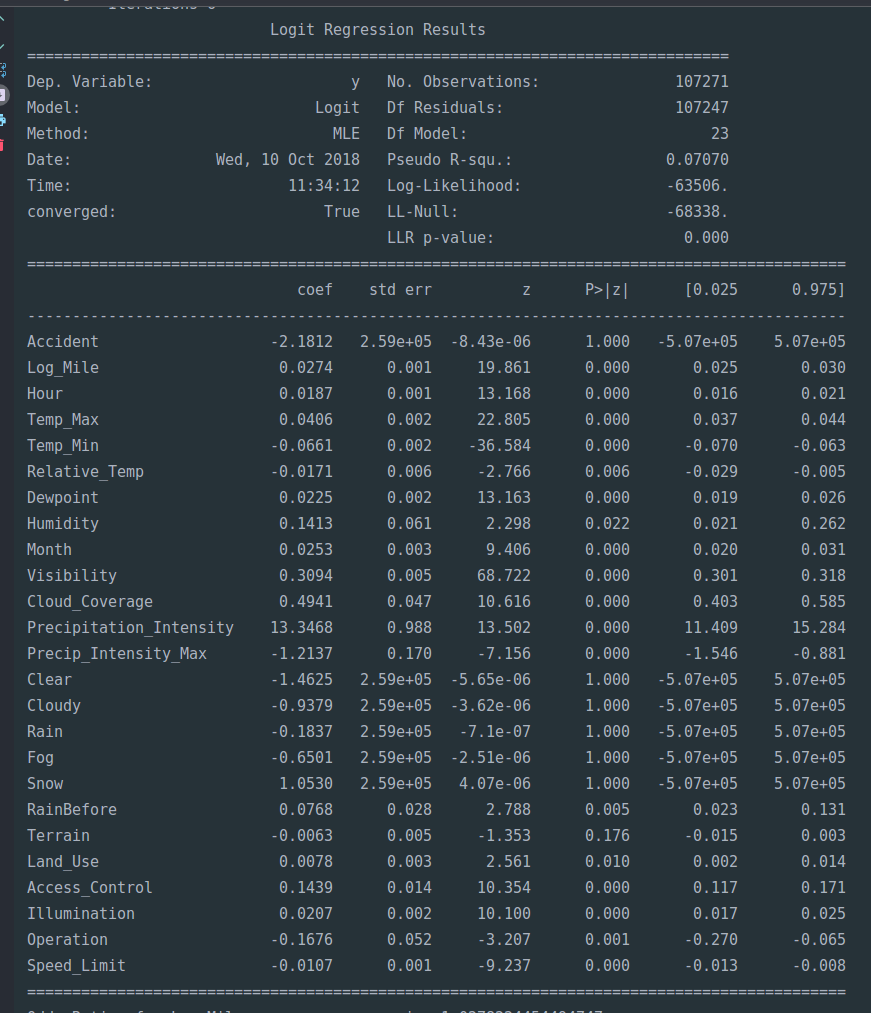 Logit Regression Results
==============================================================================
Dep. Variable: y No. Observations: 107271
Model: Logit Df Residuals: 107247
Method: MLE Df Model: 23
Date: Wed, 10 Oct 2018 Pseudo R-squ.: 0.07070
Time: 11:34:12 Log-Likelihood: -63506.
converged: True LL-Null: -68338.
LLR p-value: 0.000
===========================================================================================
coef std err z P>|z| [0.025 0.975]
-------------------------------------------------------------------------------------------
Accident -2.1812 2.59e+05 -8.43e-06 1.000 -5.07e+05 5.07e+05
Log_Mile 0.0274 0.001 19.861 0.000 0.025 0.030
Hour 0.0187 0.001 13.168 0.000 0.016 0.021
Temp_Max 0.0406 0.002 22.805 0.000 0.037 0.044
Temp_Min -0.0661 0.002 -36.584 0.000 -0.070 -0.063
Relative_Temp -0.0171 0.006 -2.766 0.006 -0.029 -0.005
Dewpoint 0.0225 0.002 13.163 0.000 0.019 0.026
Humidity 0.1413 0.061 2.298 0.022 0.021 0.262
Month 0.0253 0.003 9.406 0.000 0.020 0.031
Visibility 0.3094 0.005 68.722 0.000 0.301 0.318
Cloud_Coverage 0.4941 0.047 10.616 0.000 0.403 0.585
Precipitation_Intensity 13.3468 0.988 13.502 0.000 11.409 15.284
Precip_Intensity_Max -1.2137 0.170 -7.156 0.000 -1.546 -0.881
Clear -1.4625 2.59e+05 -5.65e-06 1.000 -5.07e+05 5.07e+05
Cloudy -0.9379 2.59e+05 -3.62e-06 1.000 -5.07e+05 5.07e+05
Rain -0.1837 2.59e+05 -7.1e-07 1.000 -5.07e+05 5.07e+05
Fog -0.6501 2.59e+05 -2.51e-06 1.000 -5.07e+05 5.07e+05
Snow 1.0530 2.59e+05 4.07e-06 1.000 -5.07e+05 5.07e+05
RainBefore 0.0768 0.028 2.788 0.005 0.023 0.131
Terrain -0.0063 0.005 -1.353 0.176 -0.015 0.003
Land_Use 0.0078 0.003 2.561 0.010 0.002 0.014
Access_Control 0.1439 0.014 10.354 0.000 0.117 0.171
Illumination 0.0207 0.002 10.100 0.000 0.017 0.025
Operation -0.1676 0.052 -3.207 0.001 -0.270 -0.065
Speed_Limit -0.0107 0.001 -9.237 0.000 -0.013 -0.008
===========================================================================================